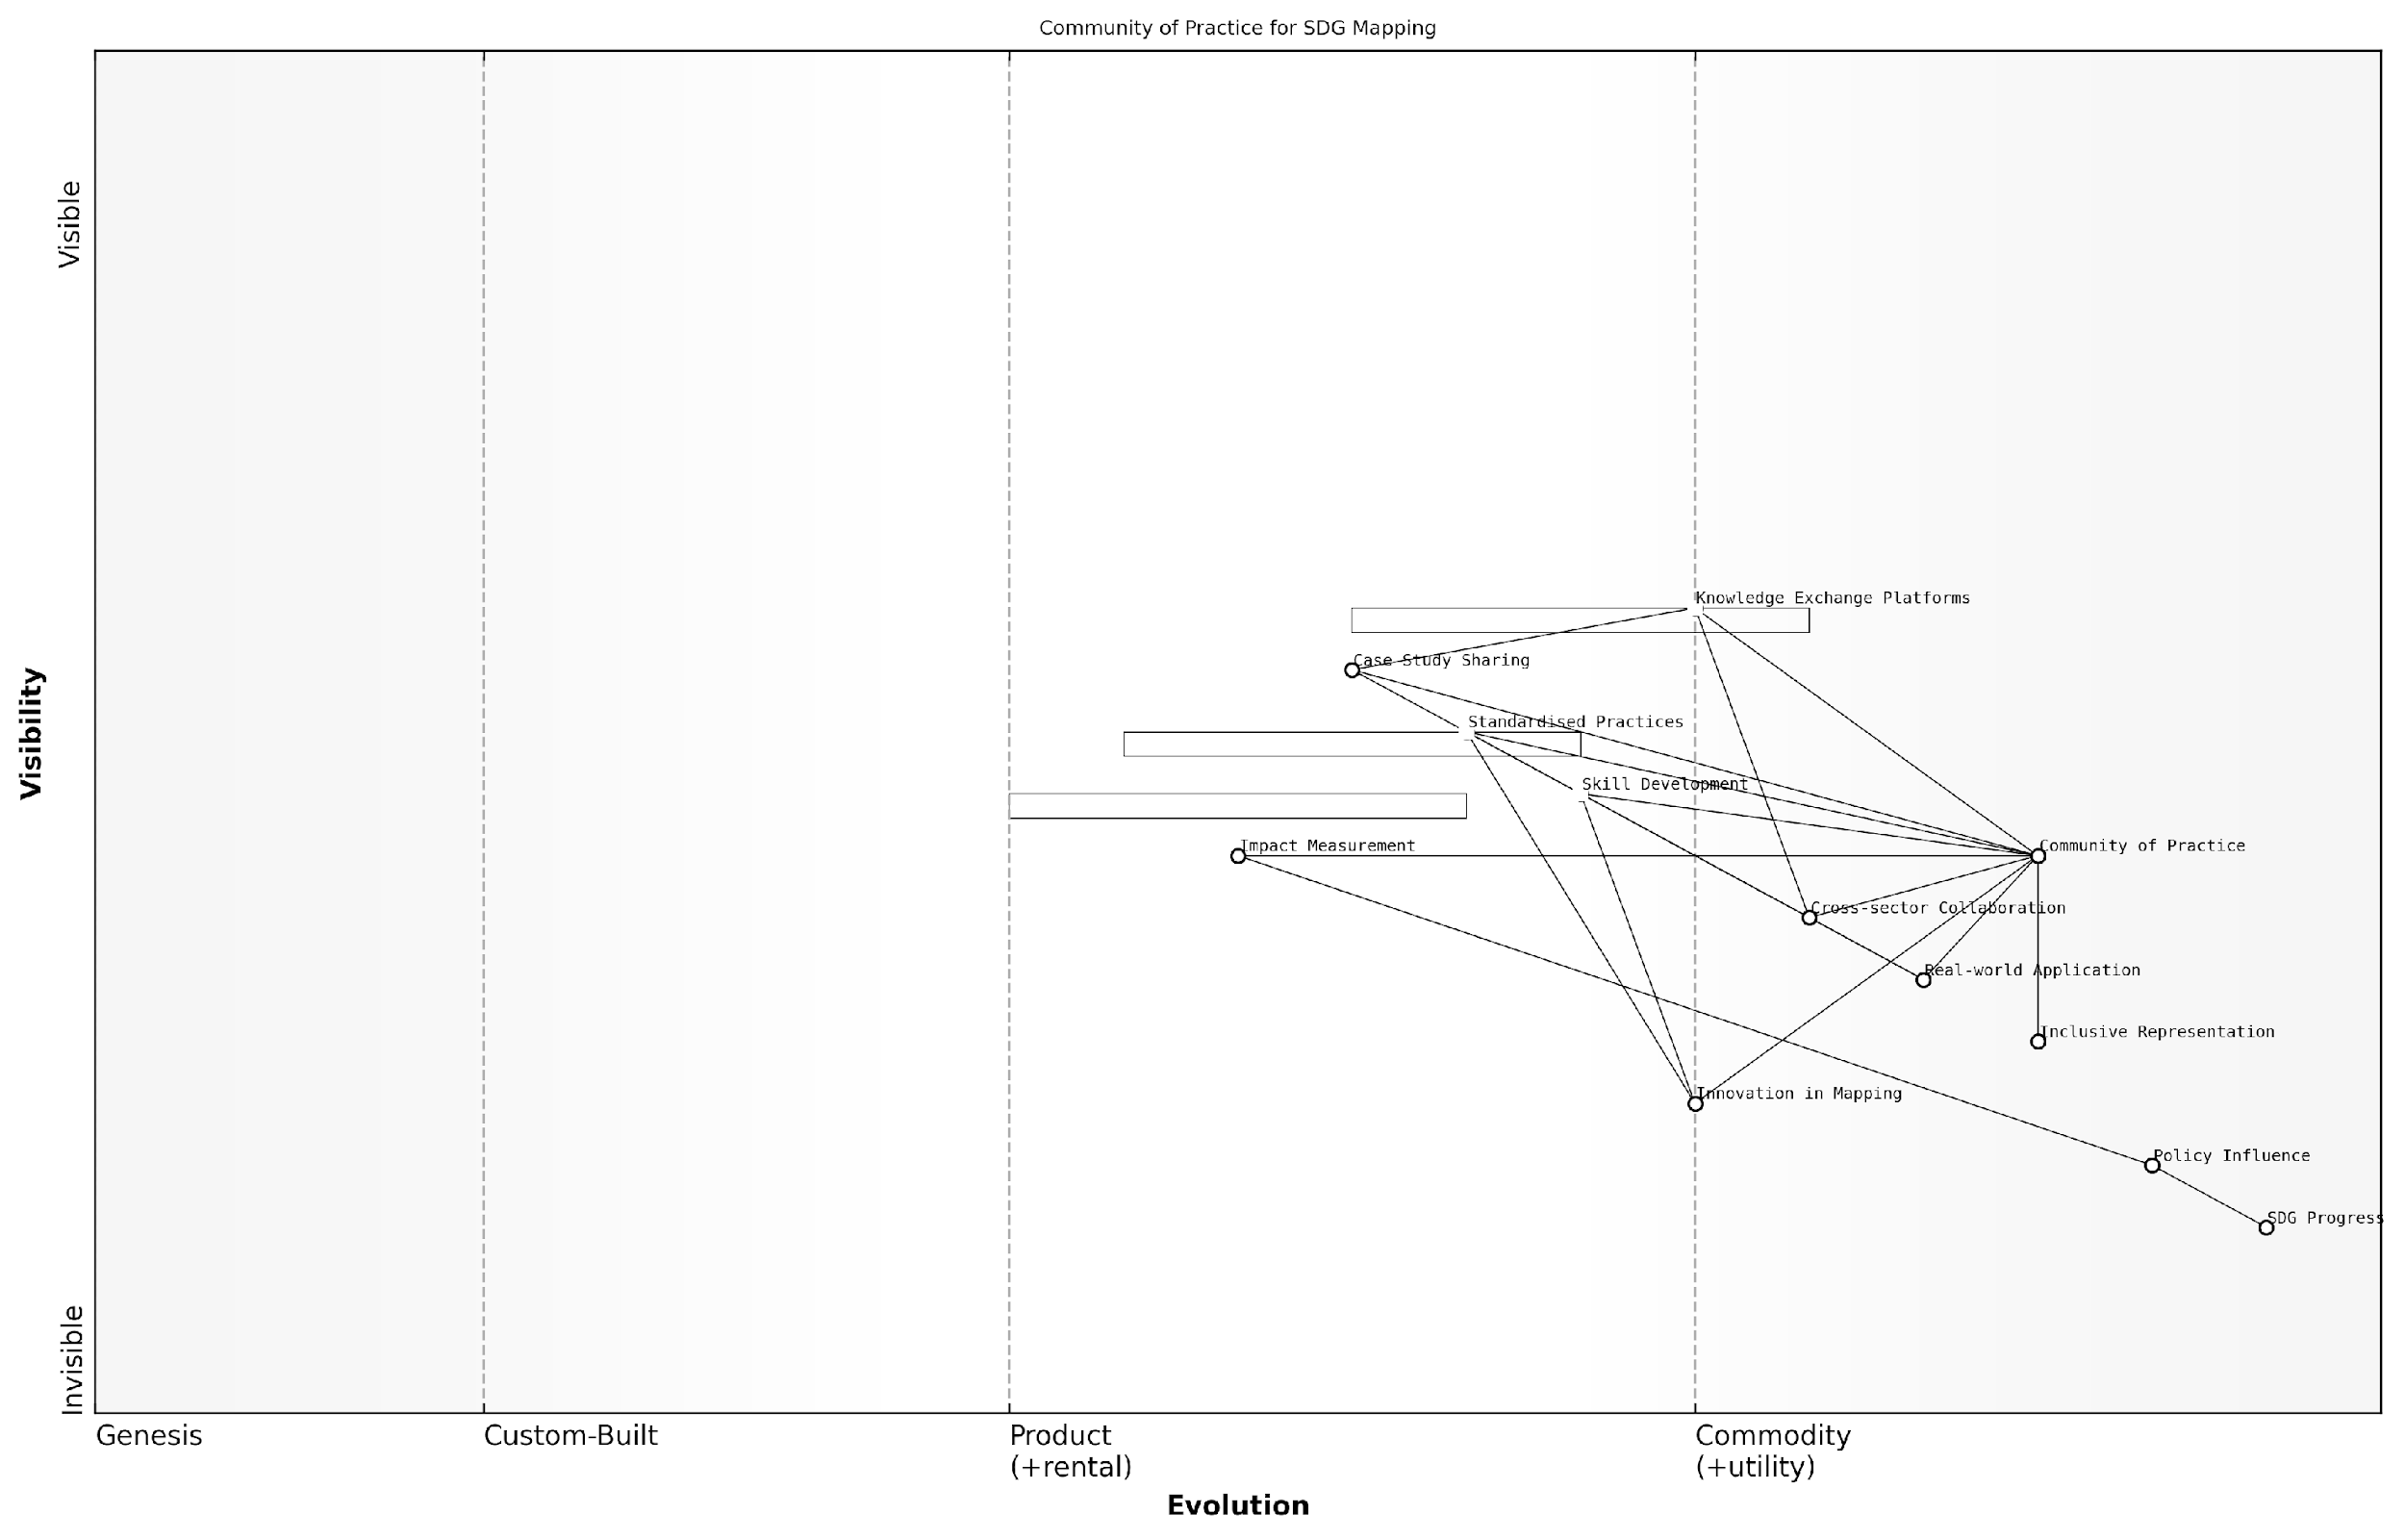 Community of Practice for SDG Mapping
Visible
Visibility
Invisible
Knowledge Exchange Platforms
Case Study Sharing
Standardised Practices
Skill Development
Impact Measurement
Community of Practice
Cross-sector Collaboration
Real-world Application
Inclusive Representation
Innovation in Mapping
Policy Influence
SDG Progress
Genesis
Custom-Built
Product
(+rental)
Commodity
(+utility)
Evolution